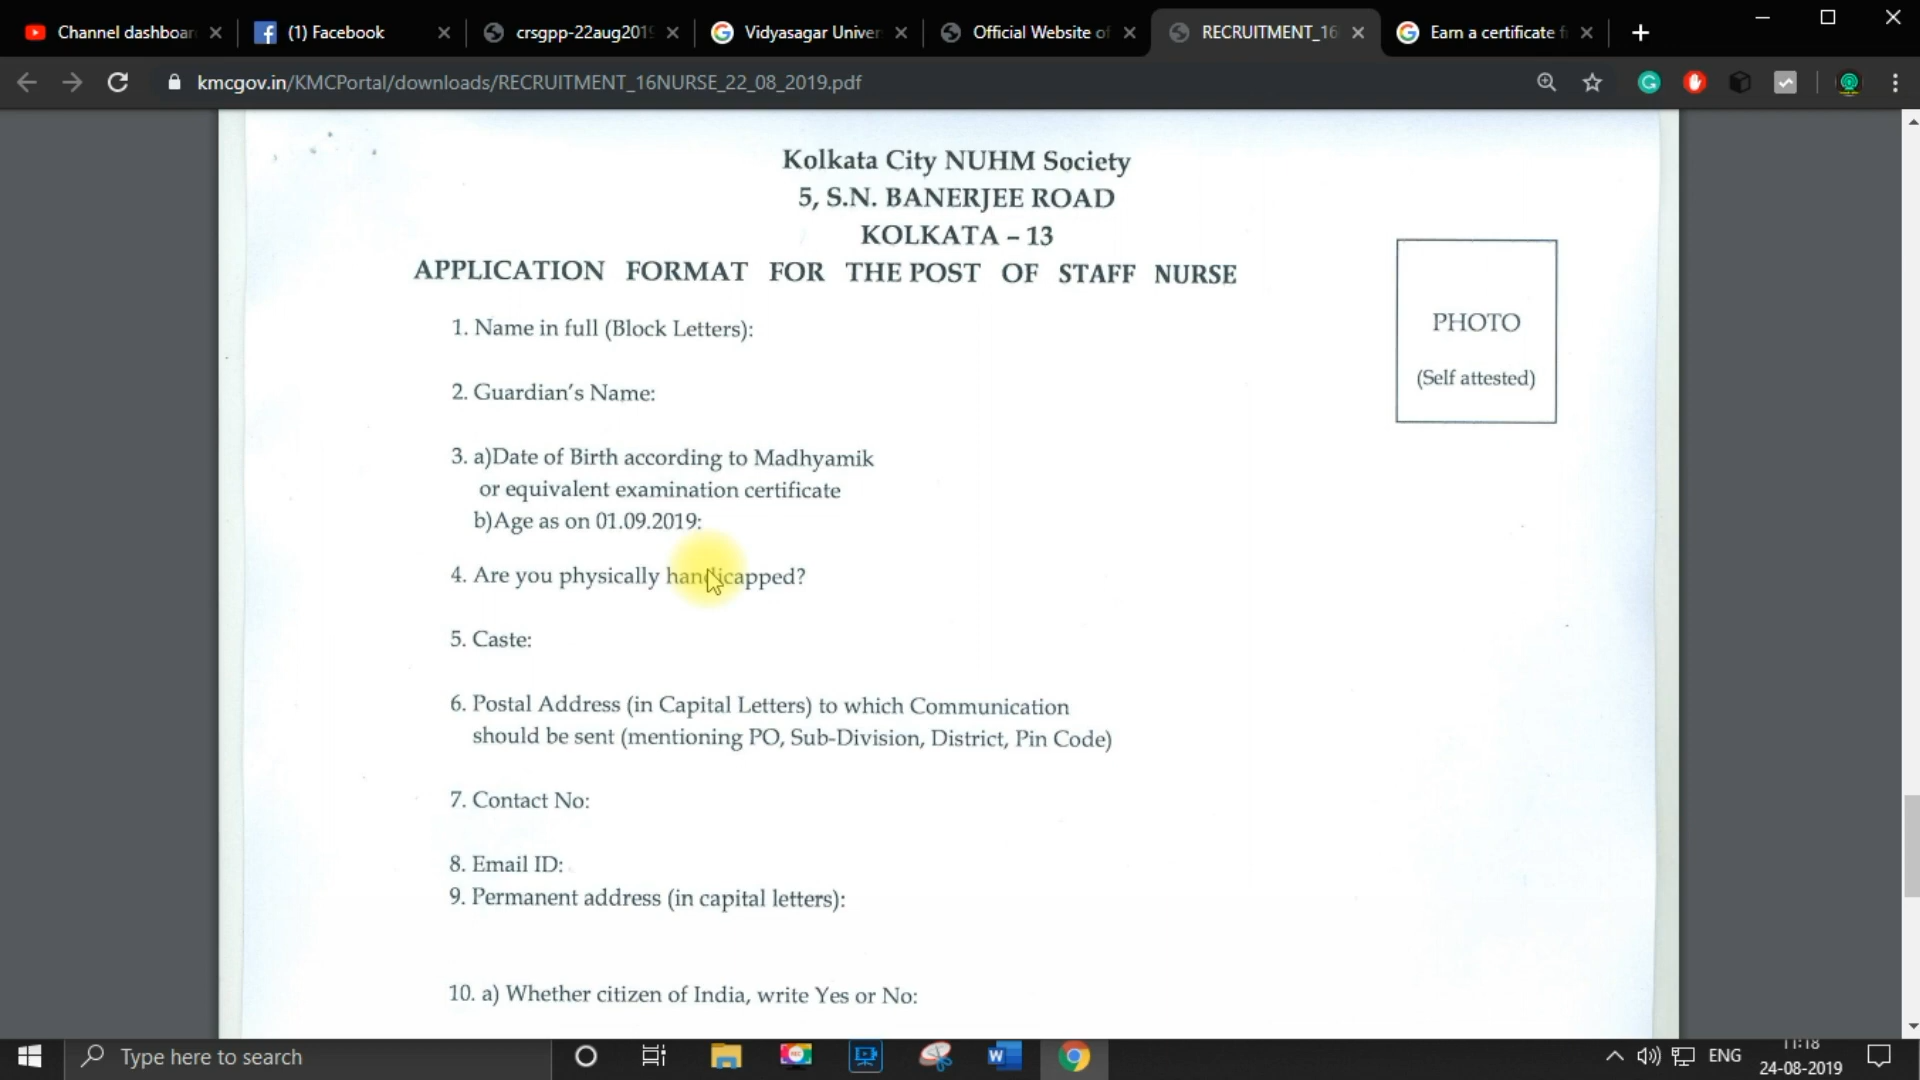 Channel dashboar
(1) Facebook
crsgpp-22aug2019
Vidyasagar Univer
Official Website of
RECRUITMENT_16
Earn a certificate f
kmcgov.in/KMCPortal/downloads/RECRUITMENT_16NURSE_22_08_2019.pdf
Kolkata City NUHM Society
5, S.N. BANERJEE ROAD
KOLKATA – 13
APPLICATION FORMAT FOR THE POST OF STAFF NURSE
PHOTO
(Self attested)
1. Name in full (Block Letters):
2. Guardian's Name:
3. a)Date of Birth according to Madhyamik
or equivalent examination certificate
b)Age as on 01.09.2019:
4. Are you physically handicapped?
5. Caste:
6. Postal Address (in Capital Letters) to which Communication
should be sent (mentioning PO, Sub-Division, District, Pin Code)
7. Contact No:
8. Email ID:
9. Permanent address (in capital letters):
10. a) Whether citizen of India, write Yes or No:
Type here to search
ENG
11:18
24-08-2019